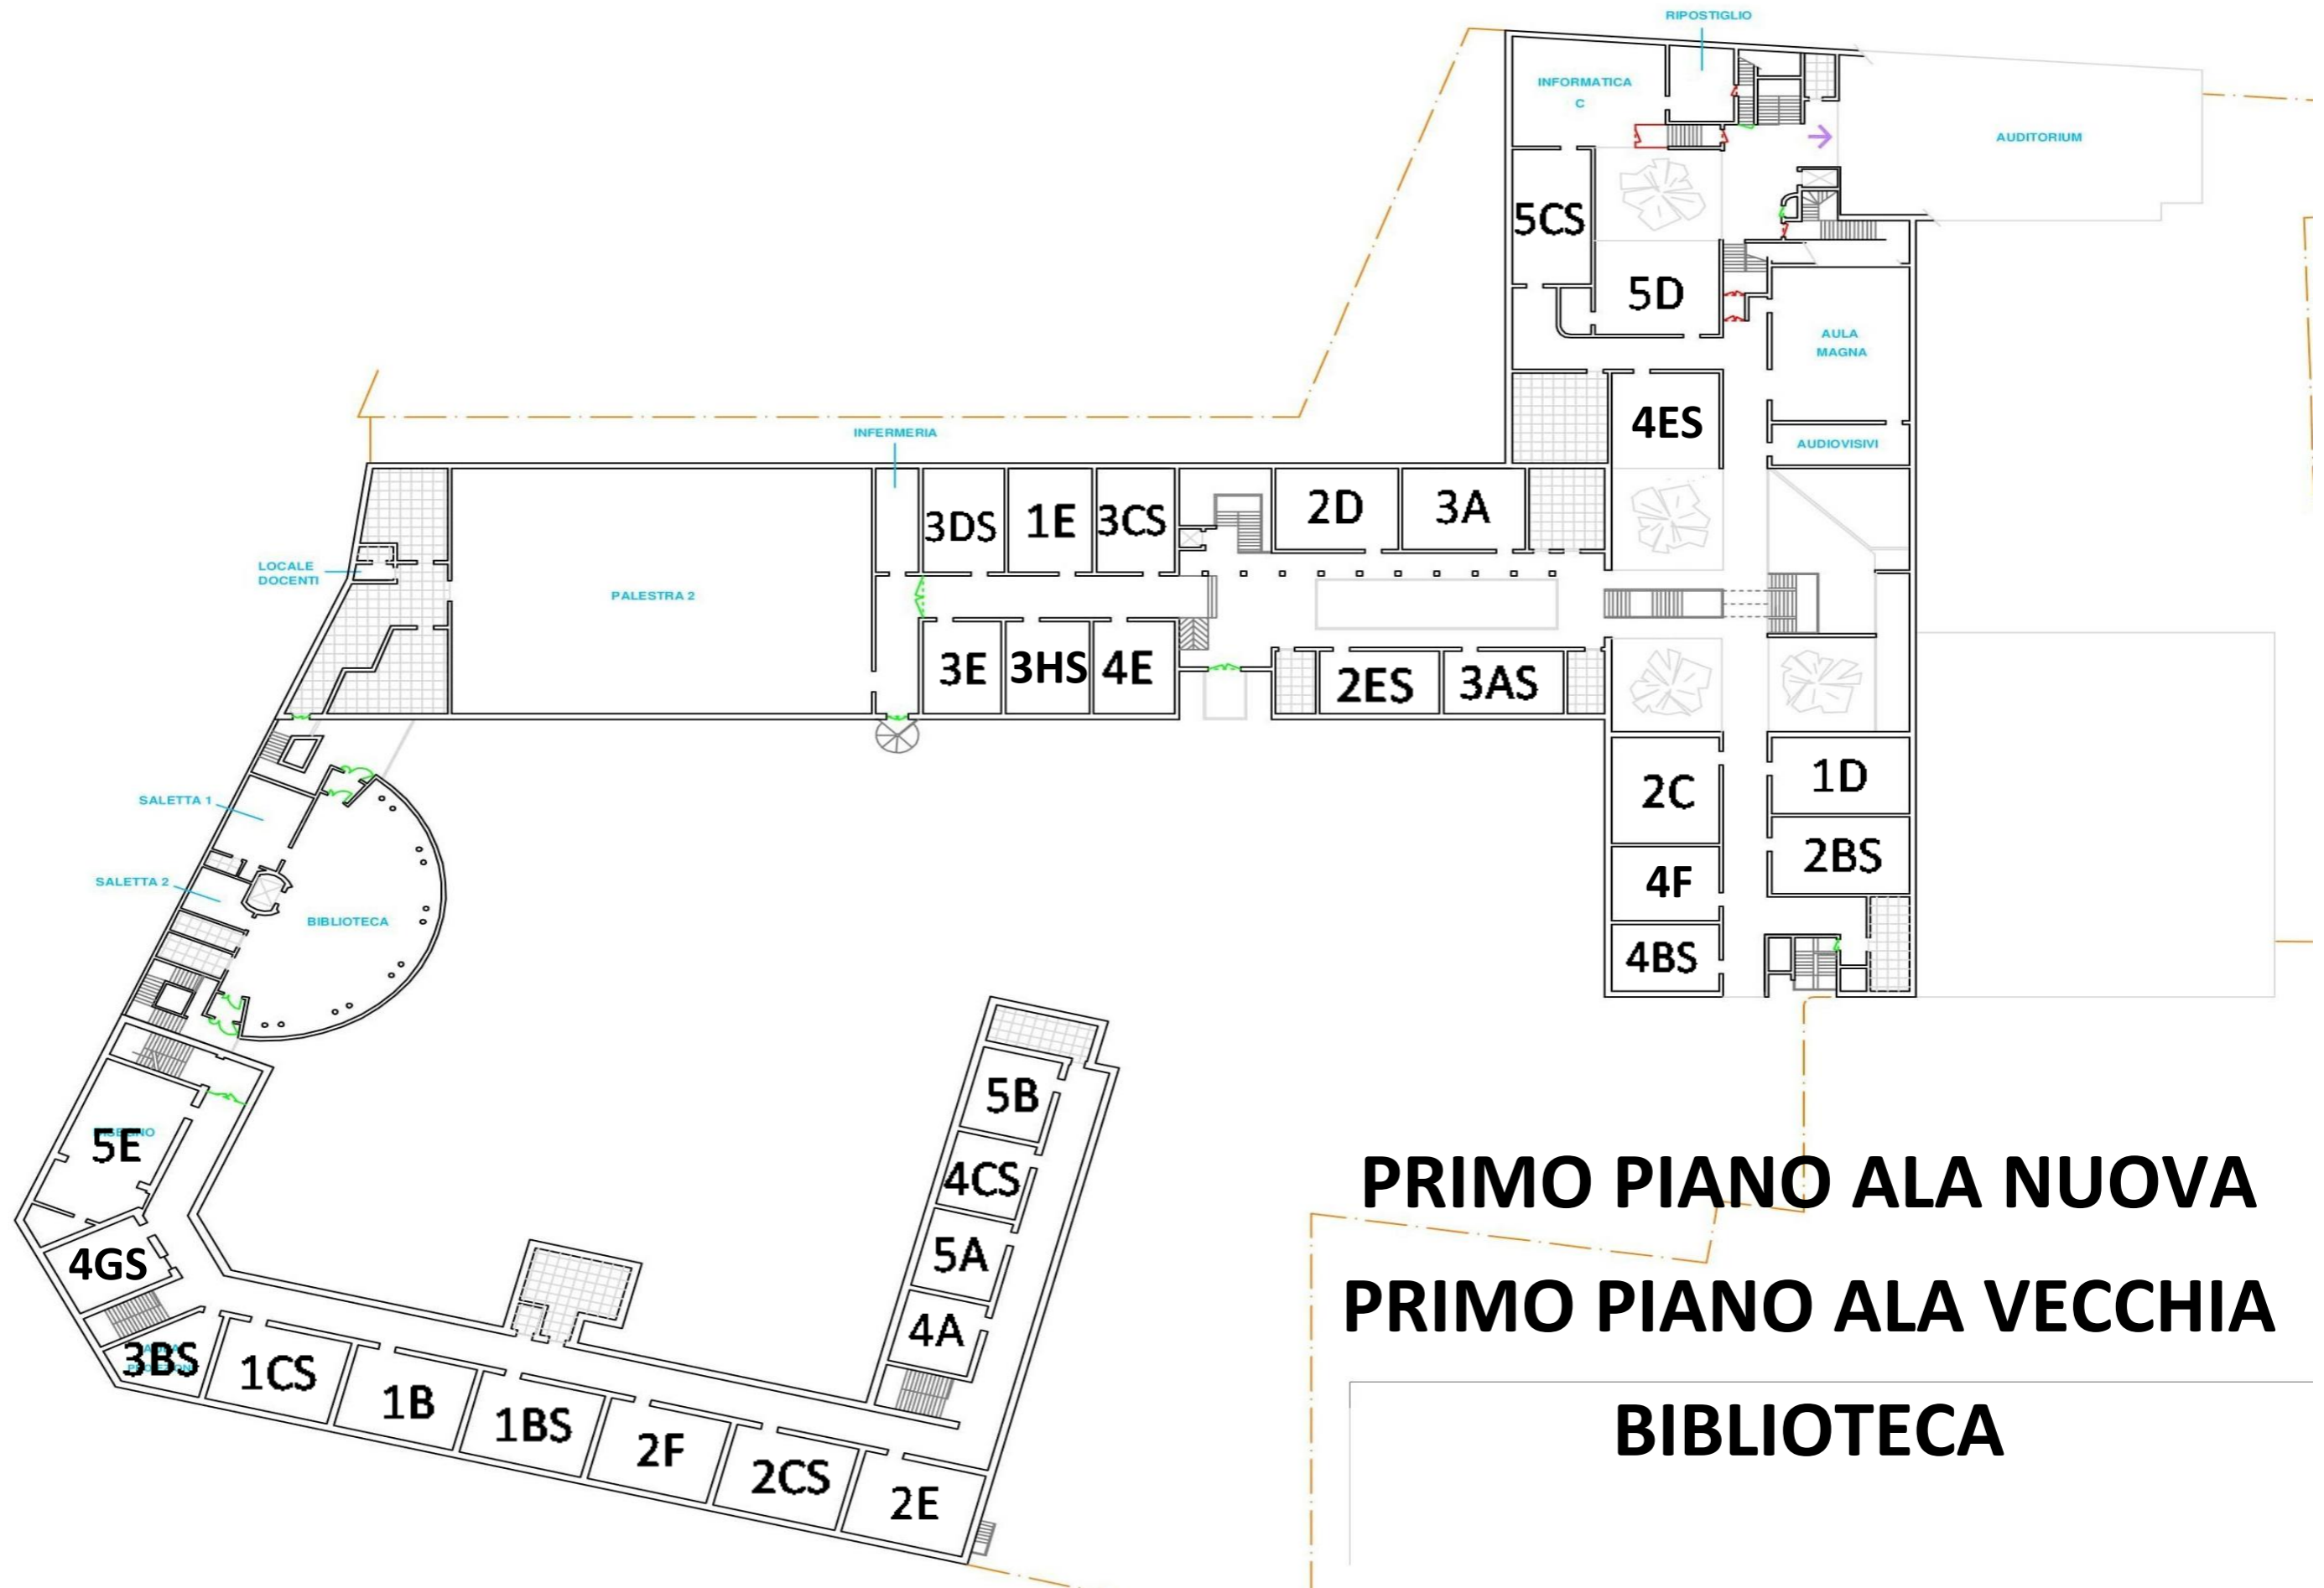 RIPOSTIGLIO
INFORMATICA
C
AUDITORIUM
5CS
5D
AULA
MAGNA
4ES
AUDIOVISIVI
INFERMERIA
3DS
1E
3CS
2D
3A
LOCALE
DOCENTI
PALESTRA 2
3E
3HS
4E
2ES
3AS
2C
1D
SALETTA 1
2BS
SALETTA 2
4F
BIBLIOTECA
4BS
5B
5E
4CS
PRIMO PIANO ALA NUOVA
4GS
5A
PRIMO PIANO ALA VECCHIA
4A
3BS
1CS
1B
1BS
2F
2CS
2E
BIBLIOTECA